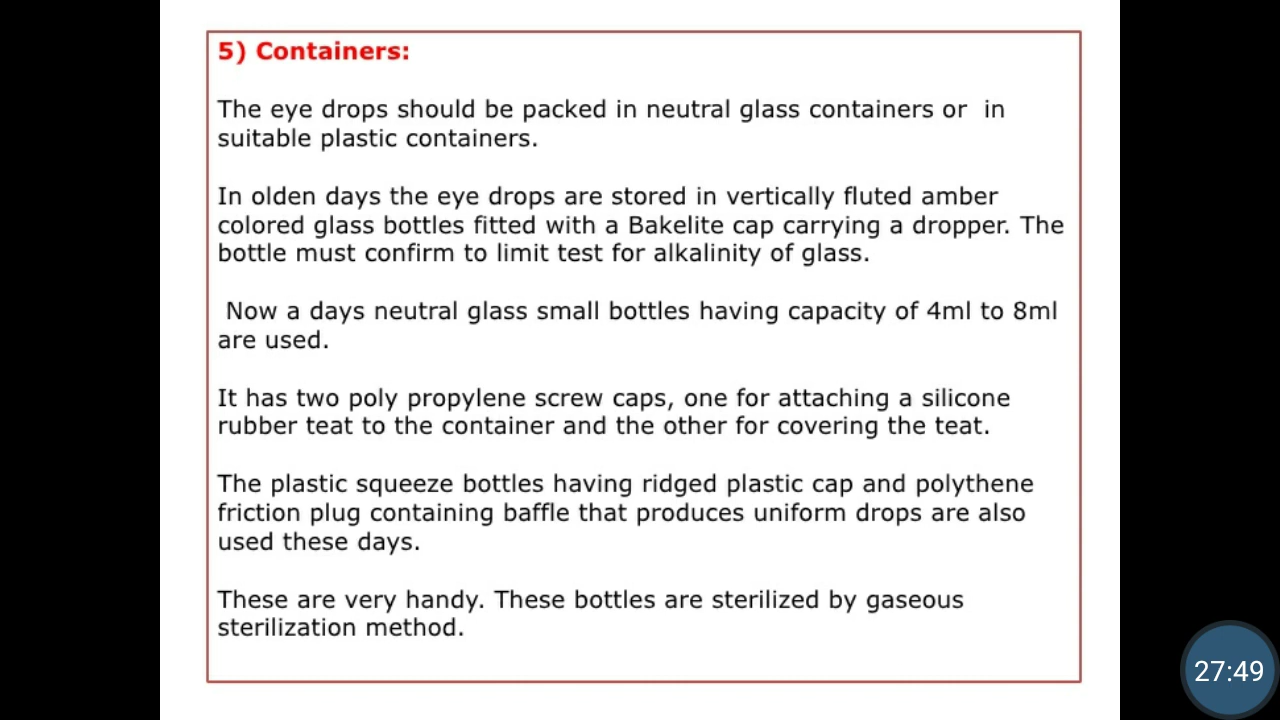 5) Containers:
The eye drops should be packed in neutral glass containers or  in
suitable plastic containers.
In olden days the eye drops are stored in vertically fluted amber
colored glass bottles fitted with a Bakelite cap carrying a dropper. The
bottle must confirm to limit test for alkalinity of glass.
Now a days neutral glass small bottles having capacity of 4ml to 8ml
are used.
It has two poly propylene screw caps, one for attaching a silicone
rubber teat to the container and the other for covering the teat.
The plastic squeeze bottles having ridged plastic cap and polythene
friction plug containing baffle that produces uniform drops are also
used these days.
These are very handy. These bottles are sterilized by gaseous
sterilization method.
27:49